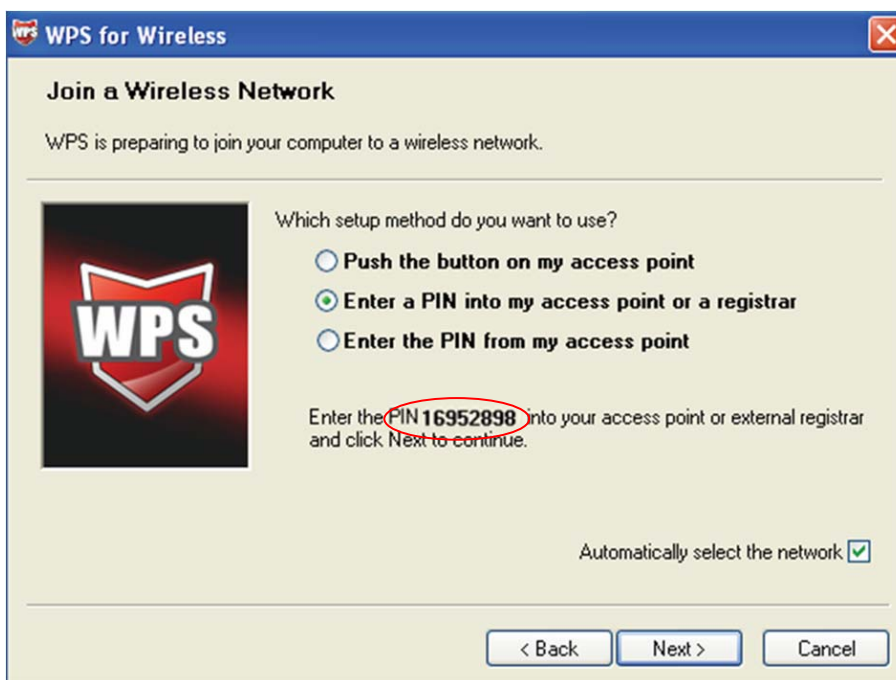 WPS for Wireless
Join a Wireless Network
WPS is preparing to join your computer to a wireless network.
WPS
Which setup method do you want to use?
Push the button on my access point
Enter a PIN into my access point or a registrar
Enter the PIN from my access point
Enter the PIN 16952898 into your access point or external registrar
and click Next to continue.
Automatically select the network
< Back Next > Cancel